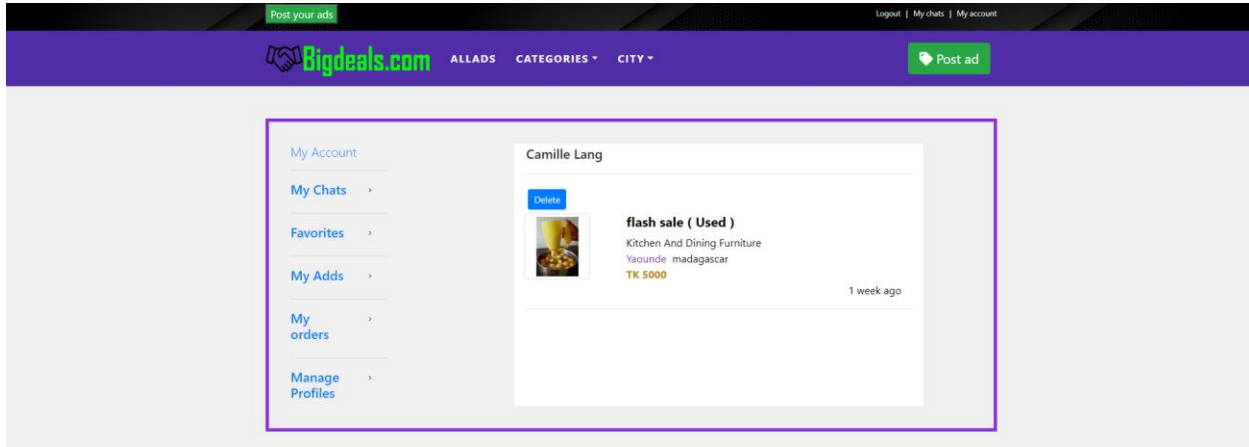 Post your ads
Logout | My chats | My account
Bigdeals.com
ALLADS CATEGORIES CITY
Post ad
My Account
My Chats
Favorites
My Adds
My
orders
Manage
Profiles
Camille Lang
Delete
flash sale ( Used )
Kitchen And Dining Furniture
Yaounde madagascar
TK 5000
1 week ago